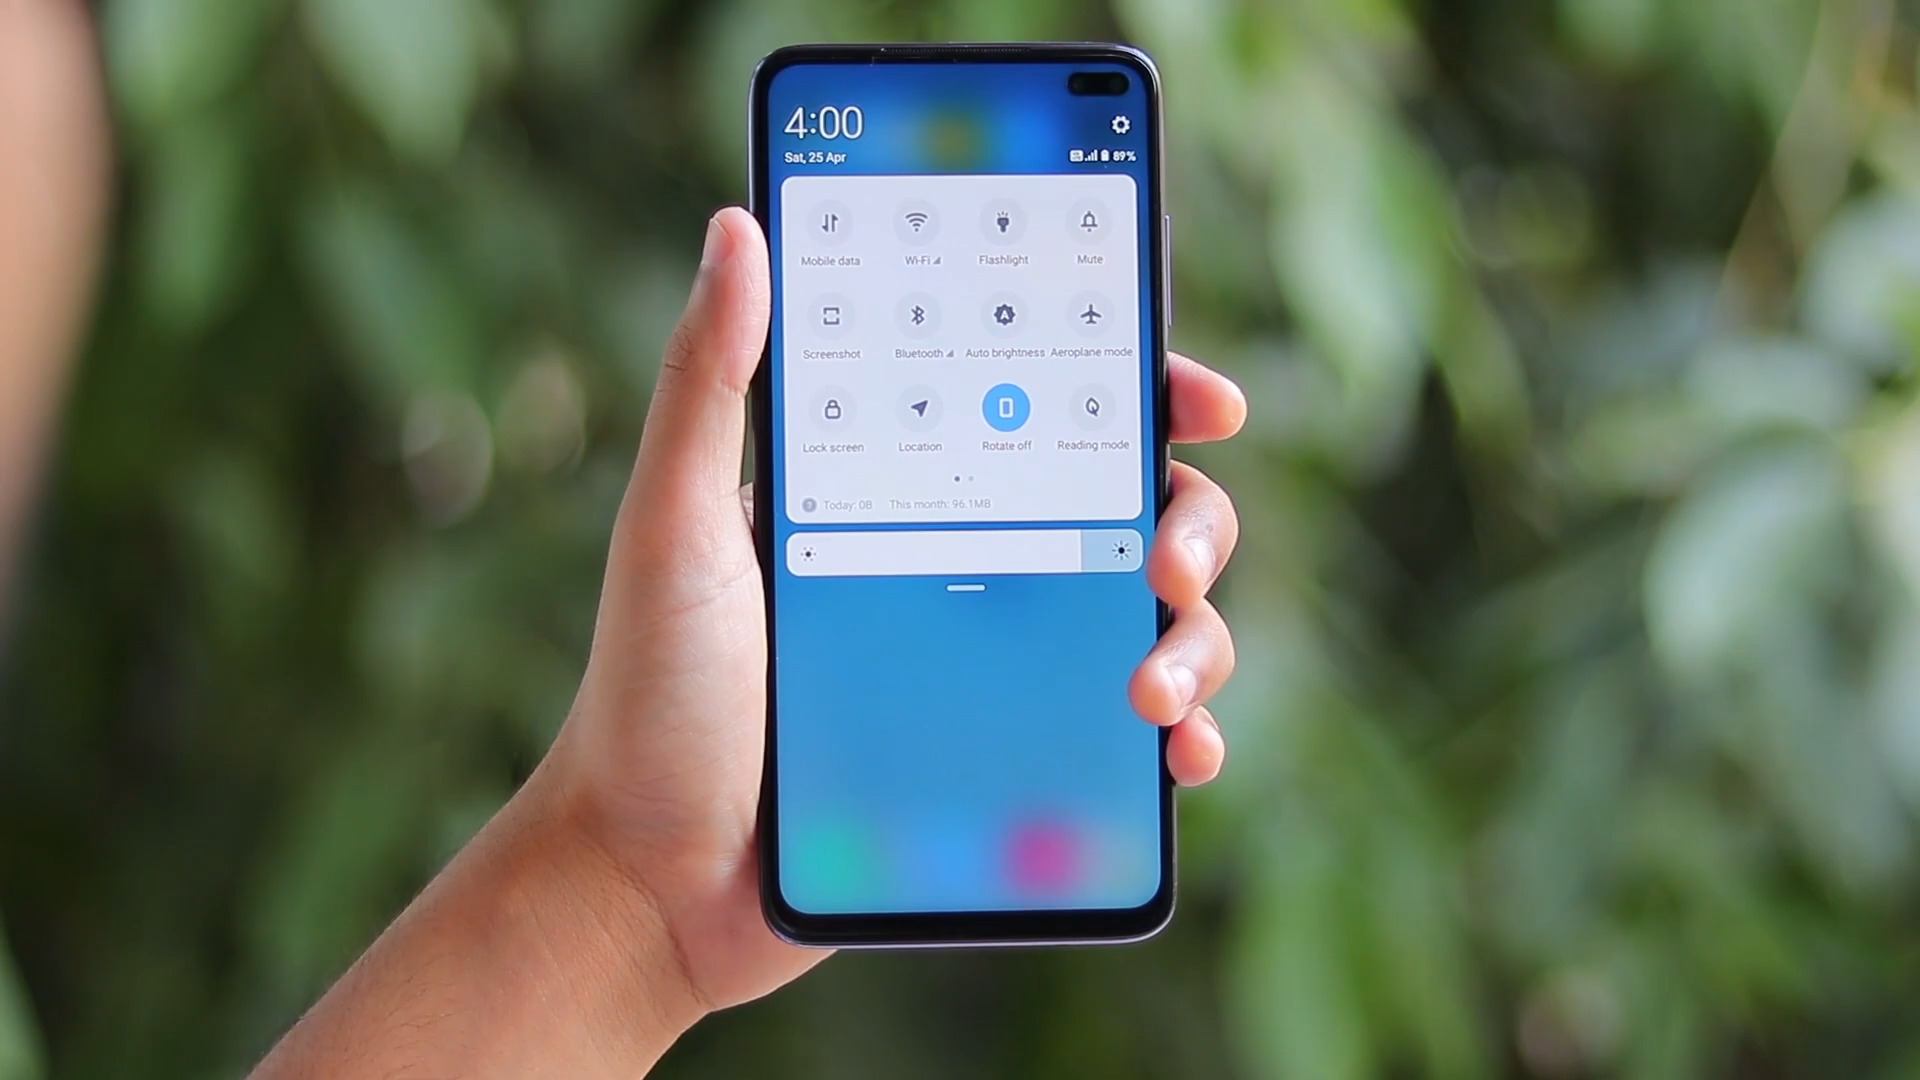 4:00
Sat, 25 Apr
89%
Mobile data
Wi-Fi
Flashlight
Mute
Screenshot
Bluetooth
Auto brightness
Aeroplane mode
Lock screen
Location
Rotate off
Reading mode
Today: 0B This month: 96.1MB